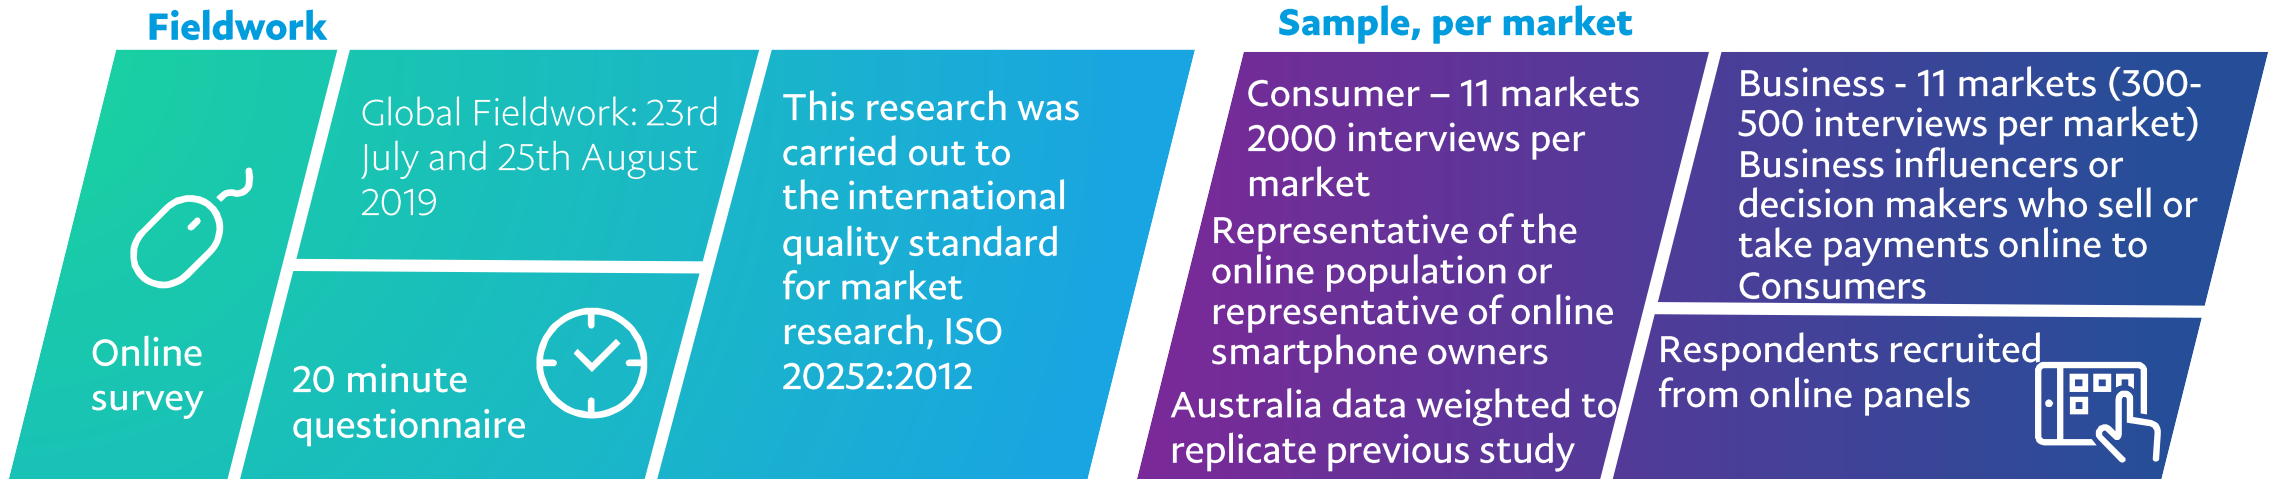 Fieldwork
Online
survey
Global Fieldwork: 23rd
July and 25th August
2019
20 minute
questionnaire
This research was
carried out to
the international
quality standard
for market
research, ISO
20252:2012
Sample, per market
Consumer – 11 markets
2000 interviews per
market
Representative of the
online population or
representative of online
smartphone owners
Australia data weighted to
replicate previous study
Business - 11 markets (300-
500 interviews per market)
Business influencers or
decision makers who sell or
take payments online to
Consumers
Respondents recruited
from online panels